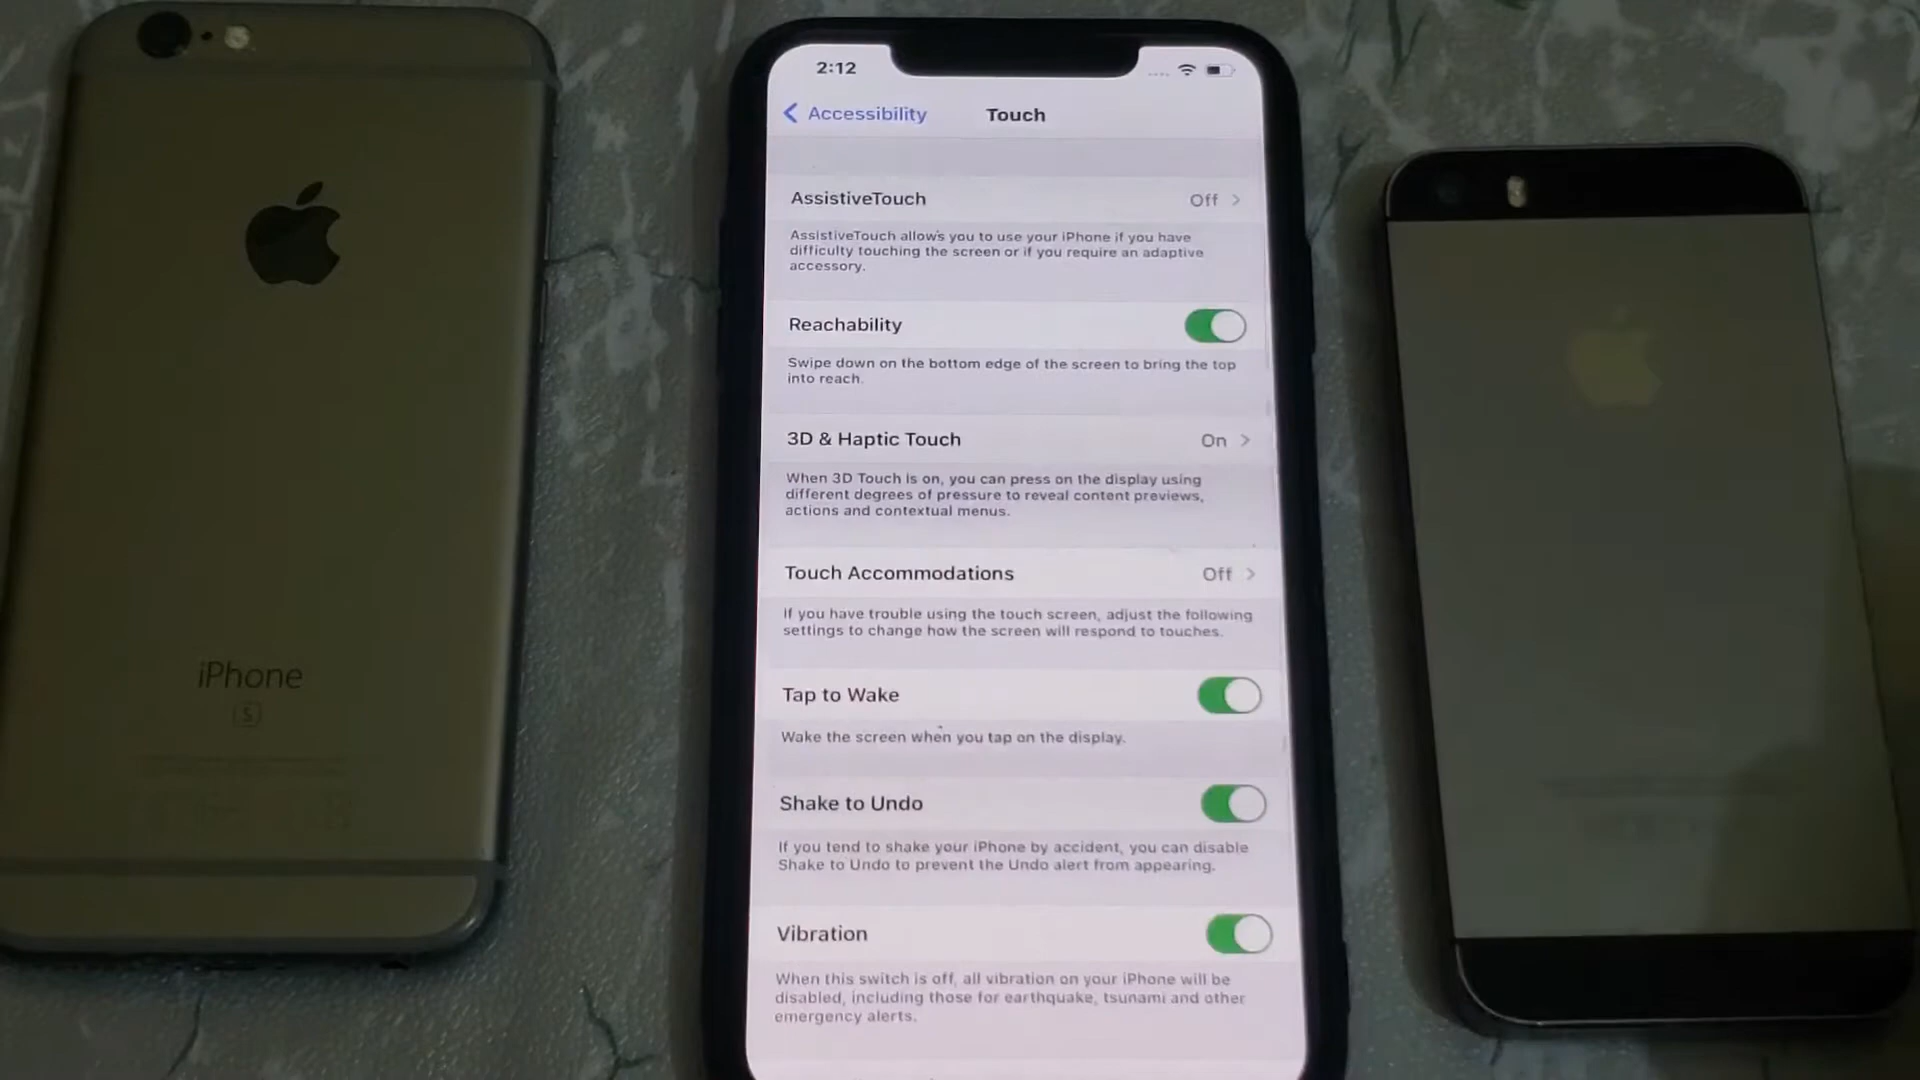 2:12
Accessibility
Touch
AssistiveTouch
Off
AssistiveTouch allows you to use your iPhone if you have
difficulty touching the screen or if you require an adaptive
accessory.
Reachability
Swipe down on the bottom edge of the screen to bring the top
into reach.
3D & Haptic Touch
On
When 3D Touch is on, you can press on the display using
different degrees of pressure to reveal content previews,
actions and contextual menus.
Touch Accommodations
Off
If you have trouble using the touch screen, adjust the following
settings to change how the screen will respond to touches.
Tap to Wake
Wake the screen when you tap on the display.
Shake to Undo
If you tend to shake your iPhone by accident, you can disable
Shake to Undo to prevent the Undo alert from appearing.
Vibration
When this switch is off, all vibration on your iPhone will be
disabled, including those for earthquake, tsunami and other
emergency alerts.
iPhone
S